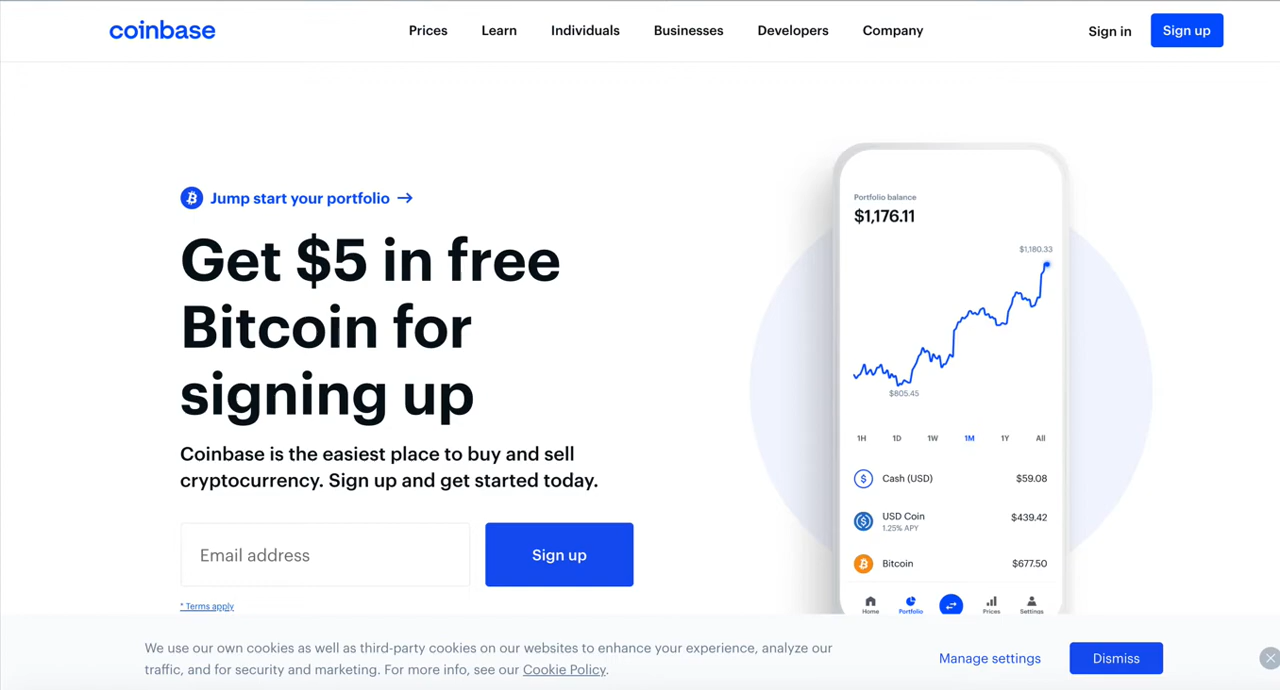 coinbase
Prices
Learn
Individuals
Businesses
Developers
Company
Sign in
Sign up
Jump start your portfolio →
Get $5 in free
Bitcoin for
signing up
Coinbase is the easiest place to buy and sell
cryptocurrency. Sign up and get started today.
Email address
Sign up
* Terms apply
Portfolio balance
$1,176.11
$1,180.33
$805.45
1H 1D 1W 1M 1Y All
Cash (USD) $59.08
USD Coin $439.42
1.25% APY
Bitcoin $677.50
Home Portfolio Prices Settings
We use our own cookies as well as third-party cookies on our websites to enhance your experience, analyze our
traffic, and for security and marketing. For more info, see our Cookie Policy.
Manage settings
Dismiss